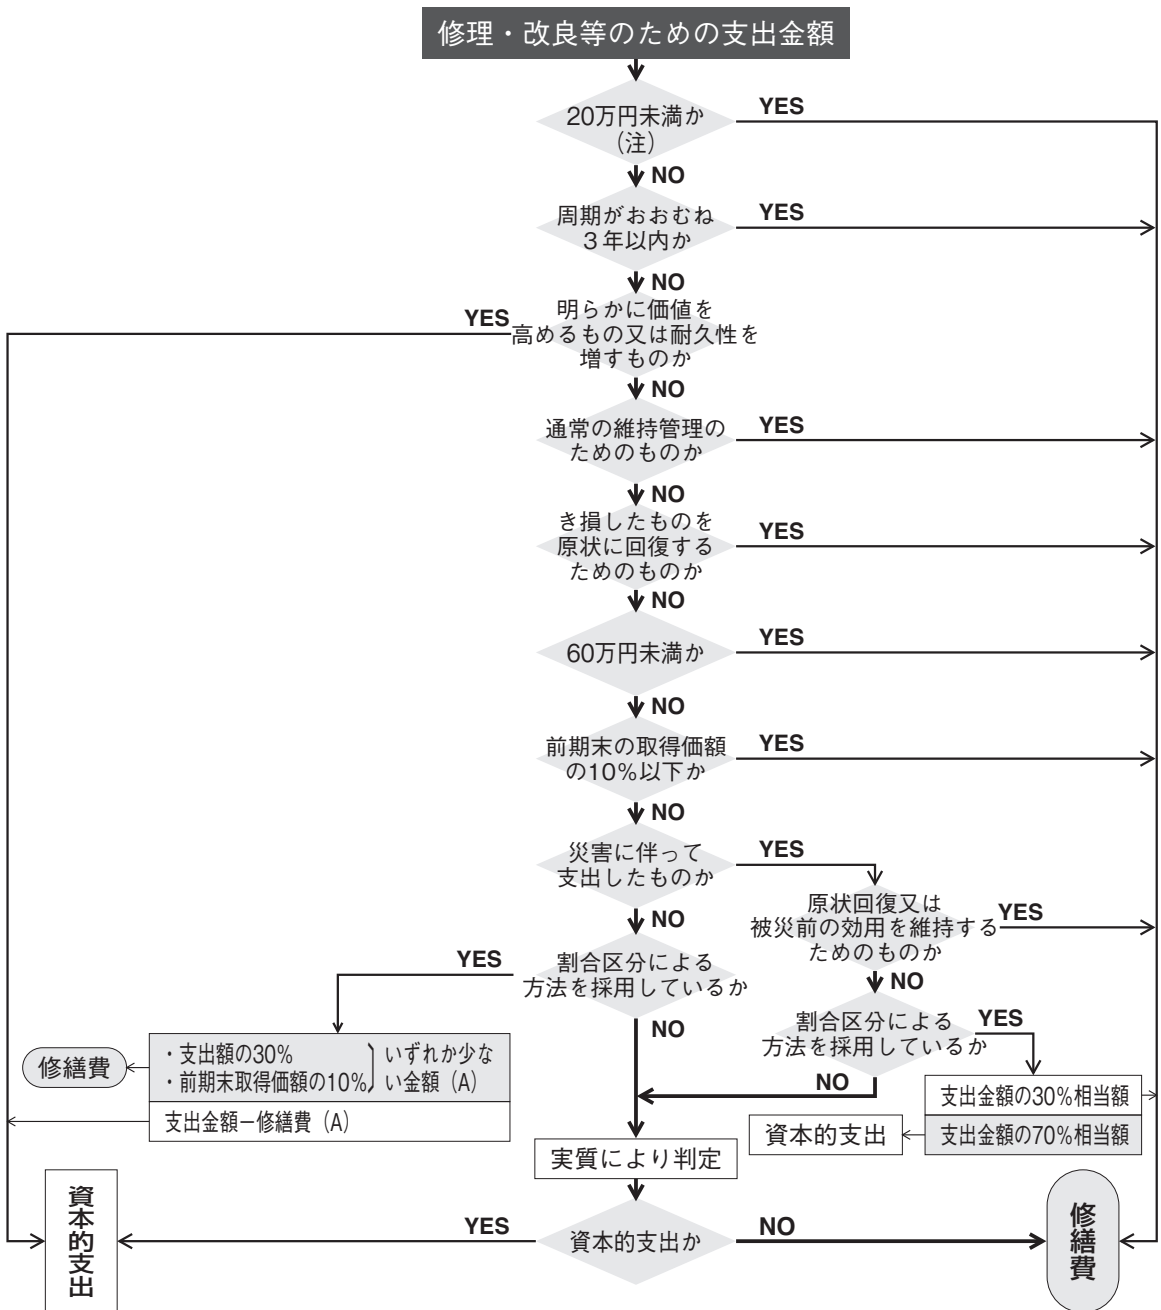 修理・改良等のための支出金額
20万円未満か
（注）
YES
NO
周期がおおむね
３年以内か
YES
NO
明らかに価値を
高めるもの又は耐久性を
増すものか
YES
NO
通常の維持管理の
ためのものか
YES
NO
き損したものを
原状に回復する
ためのものか
YES
NO
60万円未満か
YES
NO
前期末の取得価額
の10％以下か
YES
NO
災害に伴って
支出したものか
YES
NO
原状回復又は
被災前の効用を維持する
ためのものか
YES
NO
割合区分による
方法を採用しているか
YES
NO
割合区分による
方法を採用しているか
YES
NO
修繕費
・支出額の30％
・前期末取得価額の10％
いずれか少な
い金額（A）
支出金額－修繕費（A）
支出金額の30％相当額
支出金額の70％相当額
資本的支出
実質により判定
資本的支出か
YES
NO
資本的支出
修繕費